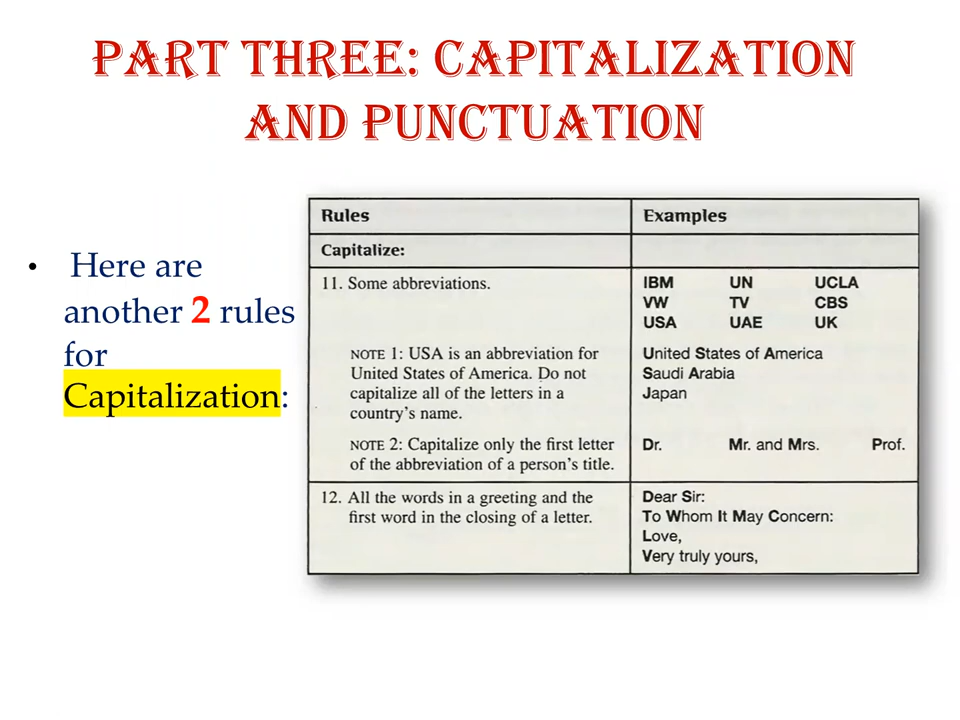 PART THREE: CAPITALIZATION
AND PUNCTUATION
• Here are
another 2 rules
for
Capitalization:
Rules Examples
Capitalize:
11. Some abbreviations. IBM UN UCLA
VW TV CBS
USA UAE UK
NOTE 1: USA is an abbreviation for United States of America
United States of America. Do not Saudi Arabia
capitalize all of the letters in a Japan
country's name.
NOTE 2: Capitalize only the first letter Dr. Mr. and Mrs. Prof.
of the abbreviation of a person's title.
12. All the words in a greeting and the Dear Sir:
first word in the closing of a letter. To Whom It May Concern:
Love,
Very truly yours,